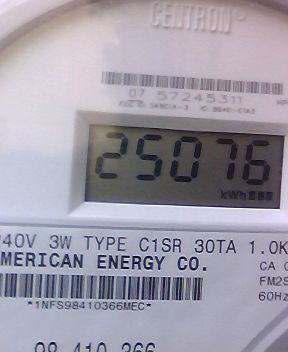 CENTRON®
07 57245311
25076
kWh
240V 3W TYPE C1SR 30TA 1.0K
MERICAN ENERGY CO.
CA
FM2S
60Hz
*1NFS98410366MEC*
98 410 366